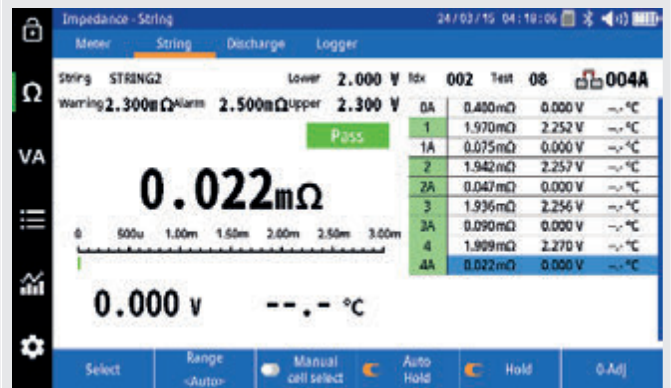 Impedance - String 24/03/15 04:18:06
Meter String Discharge Logger
String STRING2 Lower 2.000 V Idx 002 Test 08 004A
Warning 2.300mΩ Alarm 2.500mΩ Upper 2.300 V
Pass
0A 0.400mΩ 0.000 V --.-°C
1 1.970mΩ 2.252 V --.-°C
1A 0.075mΩ 0.000 V --.-°C
2 1.942mΩ 2.257 V --.-°C
2A 0.047mΩ 0.000 V --.-°C
3 1.936mΩ 2.256 V --.-°C
3A 0.090mΩ 0.000 V --.-°C
4 1.909mΩ 2.270 V --.-°C
4A 0.022mΩ 0.000 V --.-°C
Ω
VA
0.022mΩ
0 500u 1.00m 1.50m 2.00m 2.50m 3.00m
0.000 V --.- °C
Select
Range
<Auto>
Manual
cell select
Auto
Hold
Hold
0-Adj